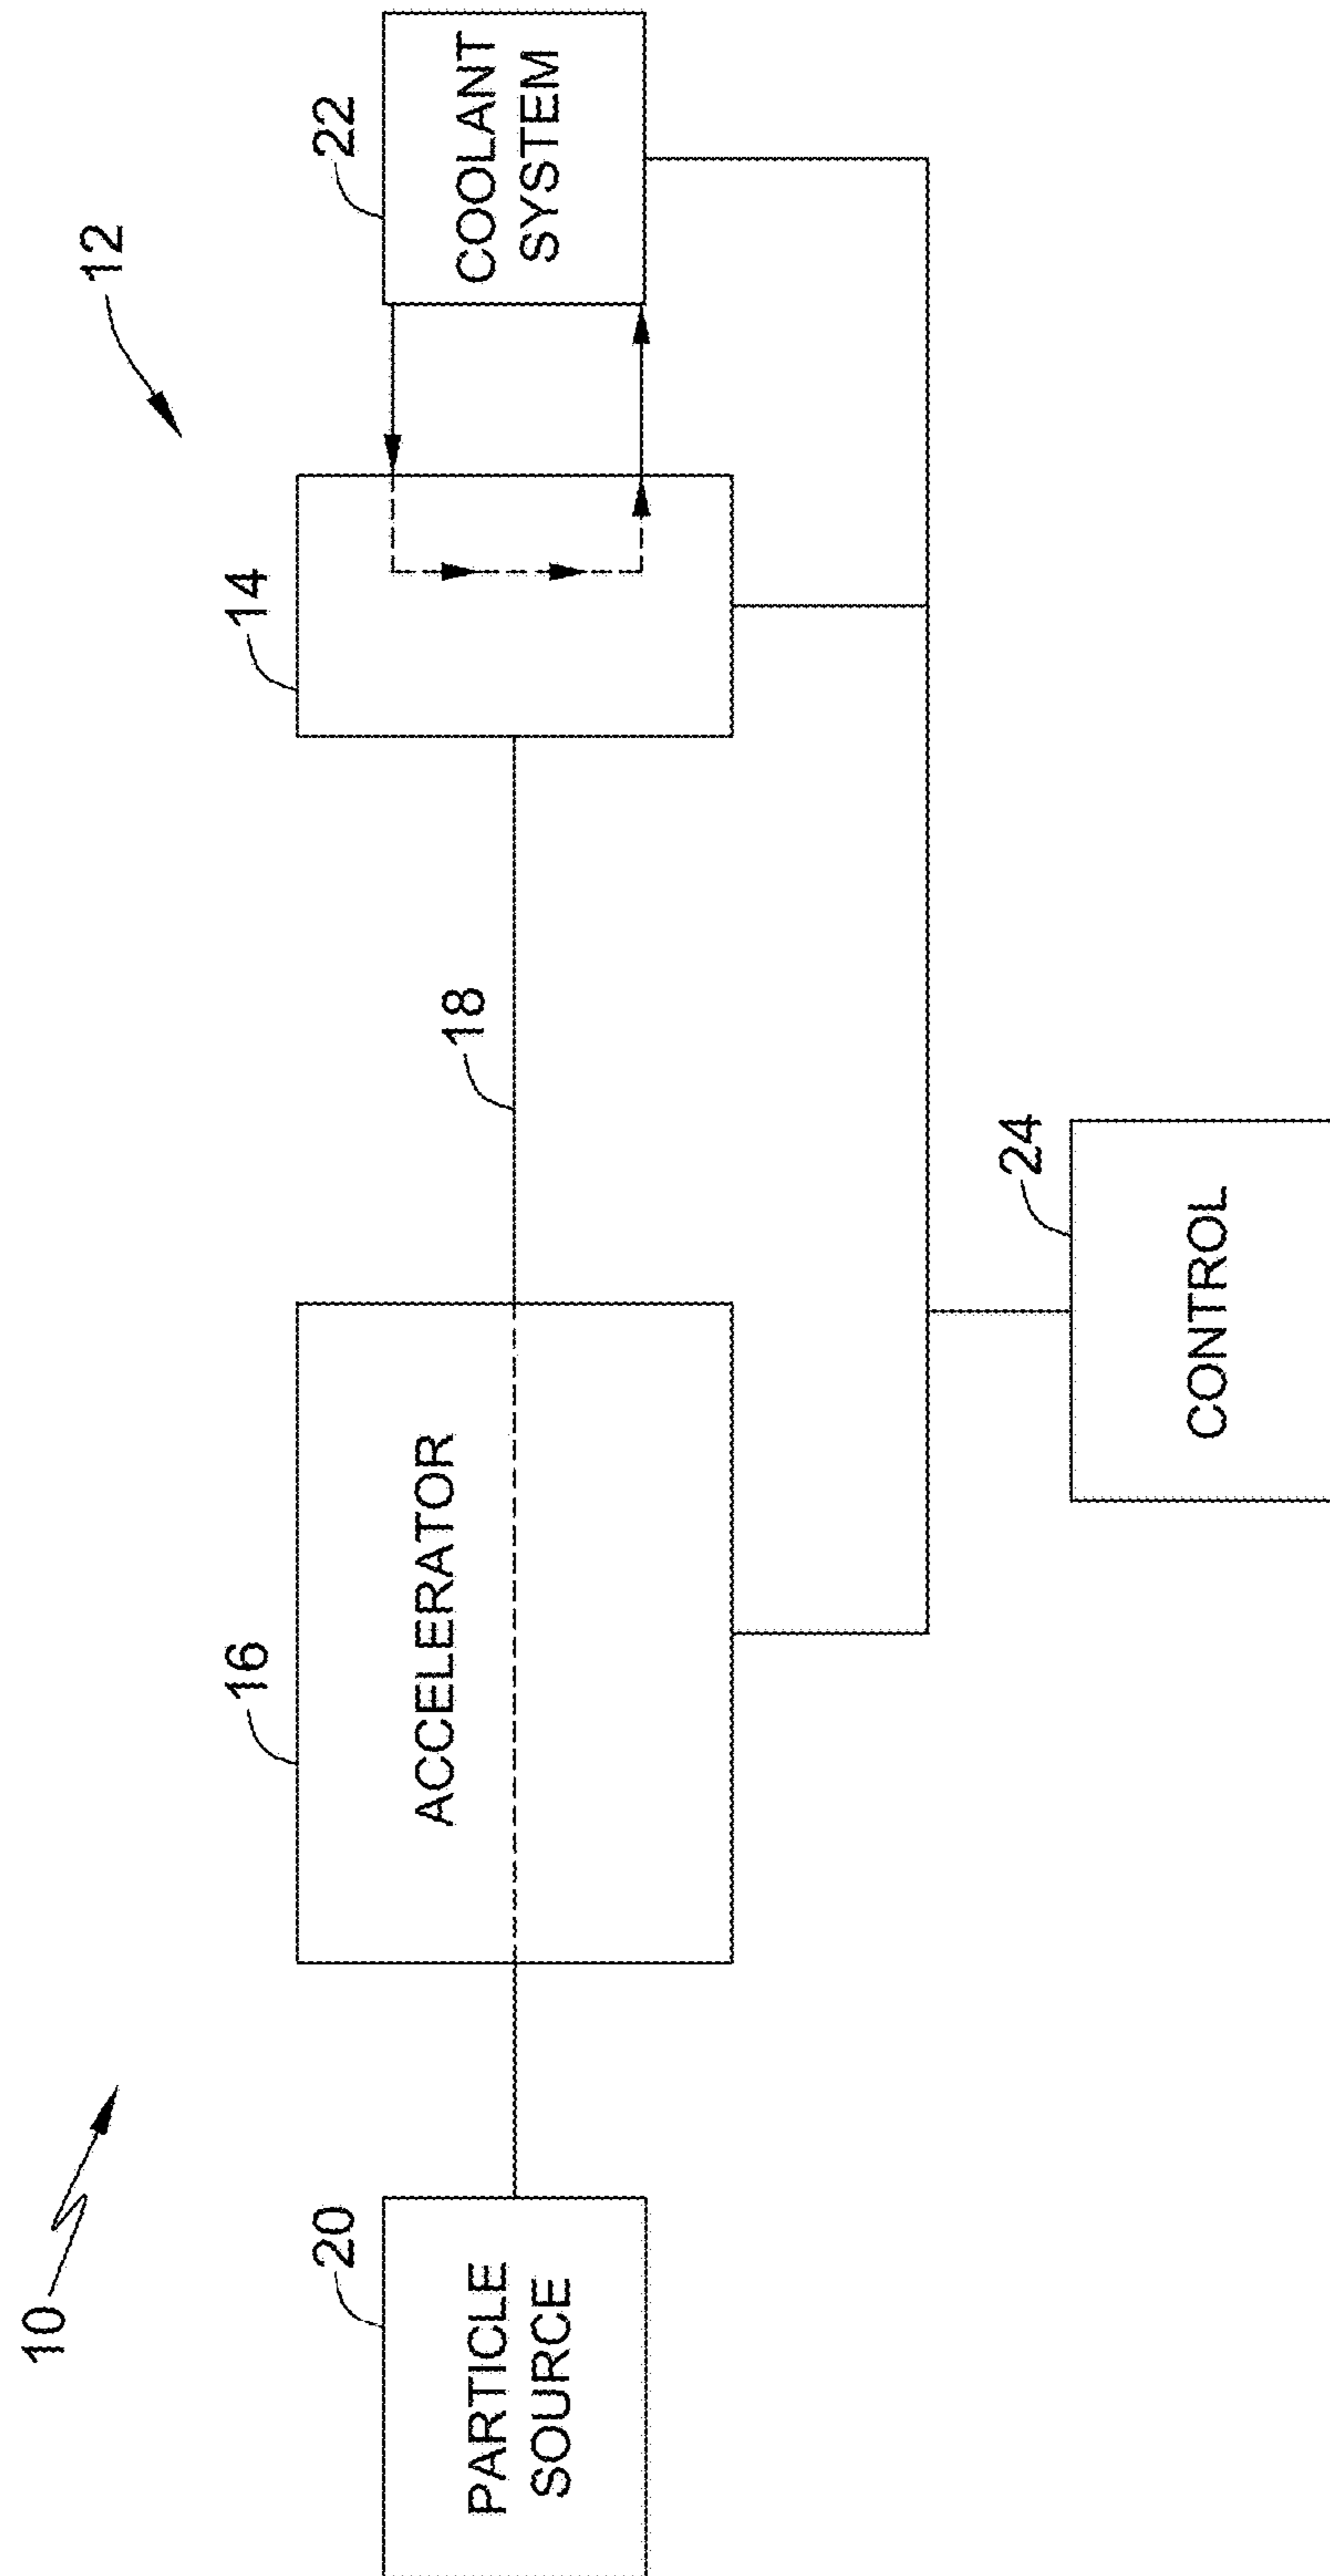 10
12
20
PARTICLE
SOURCE
16
ACCELERATOR
18
14
22
COOLANT
SYSTEM
24
CONTROL